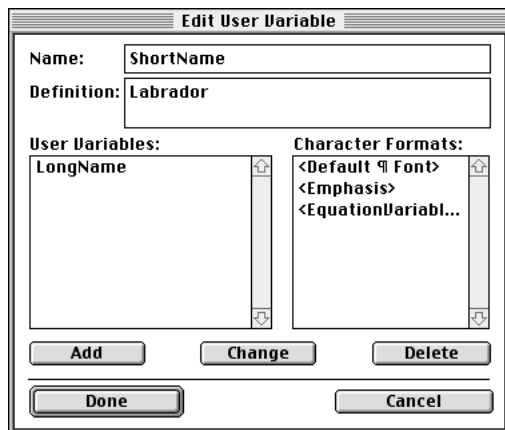 Edit User Variable
Name: ShortName
Definition: Labrador
User Variables: Character Formats:
LongName <Default ¶ Font>
<Emphasis>
<EquationVariabl...
Add Change Delete
Done Cancel